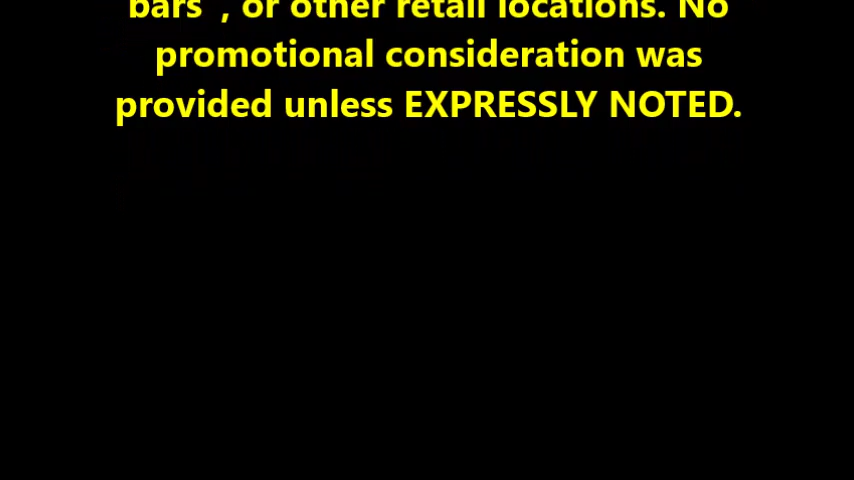 bars , or other retail locations. No
promotional consideration was
provided unless EXPRESSLY NOTED.